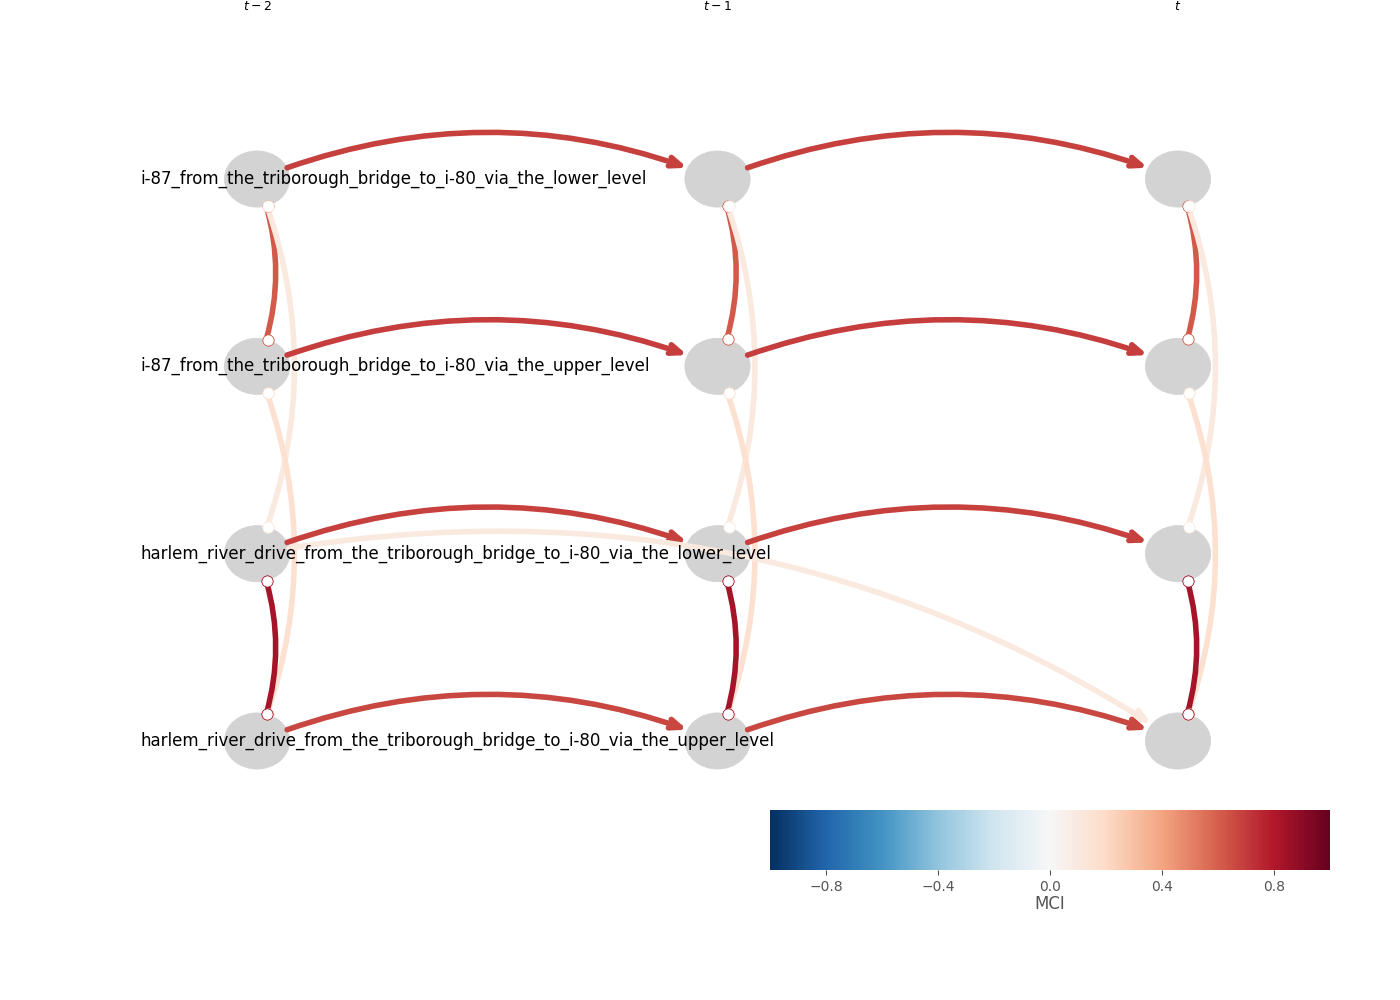 t − 2 t − 1 t
i-87_from_the_triborough_bridge_to_i-80_via_the_lower_level
i-87_from_the_triborough_bridge_to_i-80_via_the_upper_level
harlem_river_drive_from_the_triborough_bridge_to_i-80_via_the_lower_level
harlem_river_drive_from_the_triborough_bridge_to_i-80_via_the_upper_level
−0.8 −0.4 0.0 0.4 0.8
MCI